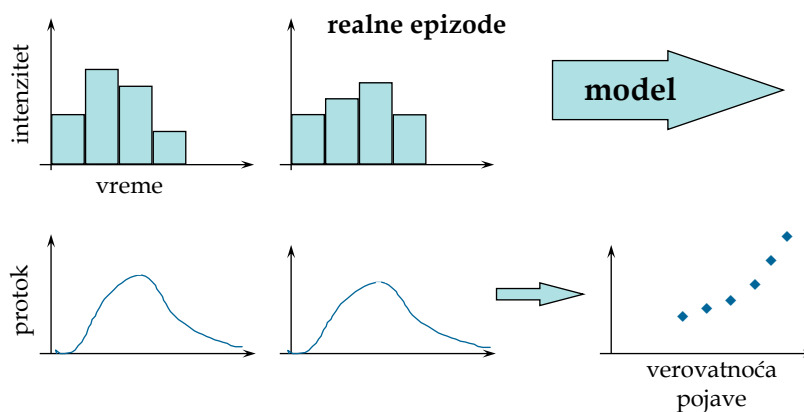 realne epizode
intenzitet
model
vreme
protok
verovatnoća
pojave